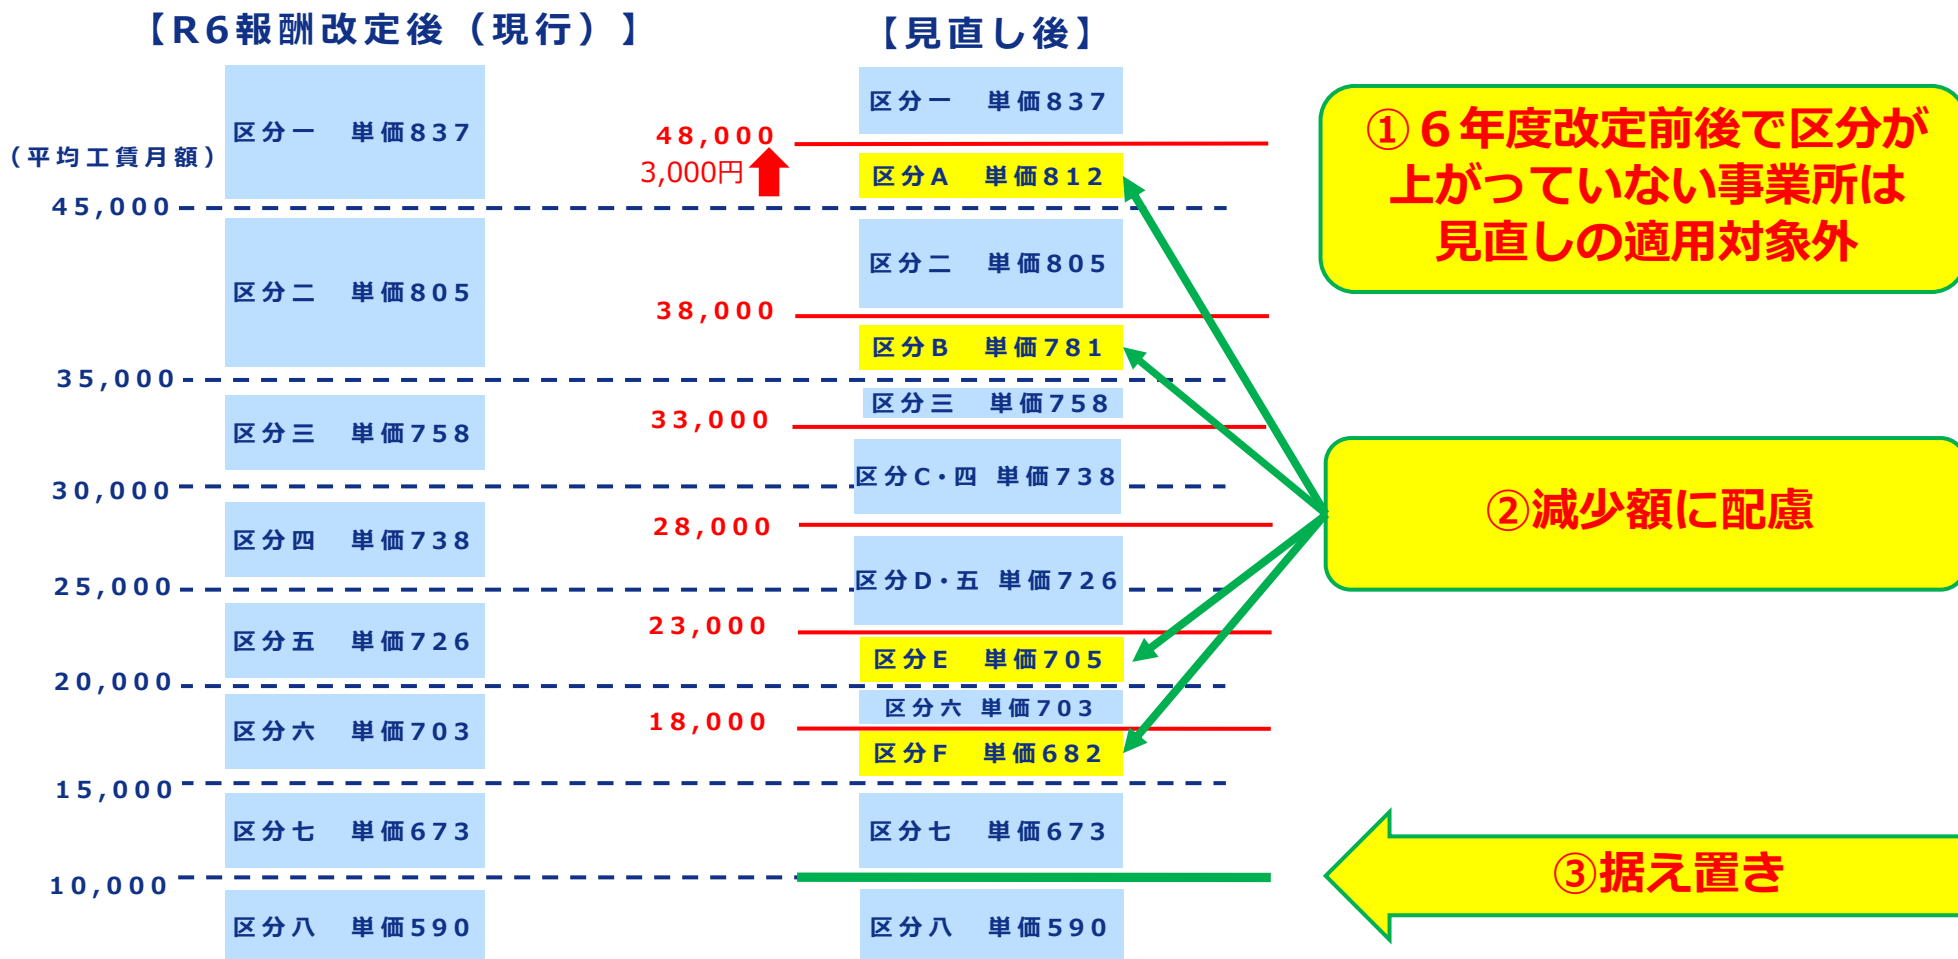 【R6報酬改定後（現行）】
（平均工賃月額）
区分一　単価837
45,000
区分二　単価805
35,000
区分三　単価758
30,000
区分四　単価738
25,000
区分五　単価726
20,000
区分六　単価703
15,000
区分七　単価673
10,000
区分八　単価590
【見直し後】
区分一　単価837
48,000
3,000円
区分A　単価812
区分二　単価805
38,000
区分B　単価781
区分三　単価758
33,000
区分C・四 単価738
28,000
区分D・五 単価726
23,000
区分E　単価705
区分六 単価703
18,000
区分F　単価682
区分七　単価673
区分八　単価590
①６年度改定前後で区分が
上がっていない事業所は
見直しの適用対象外
②減少額に配慮
③据え置き